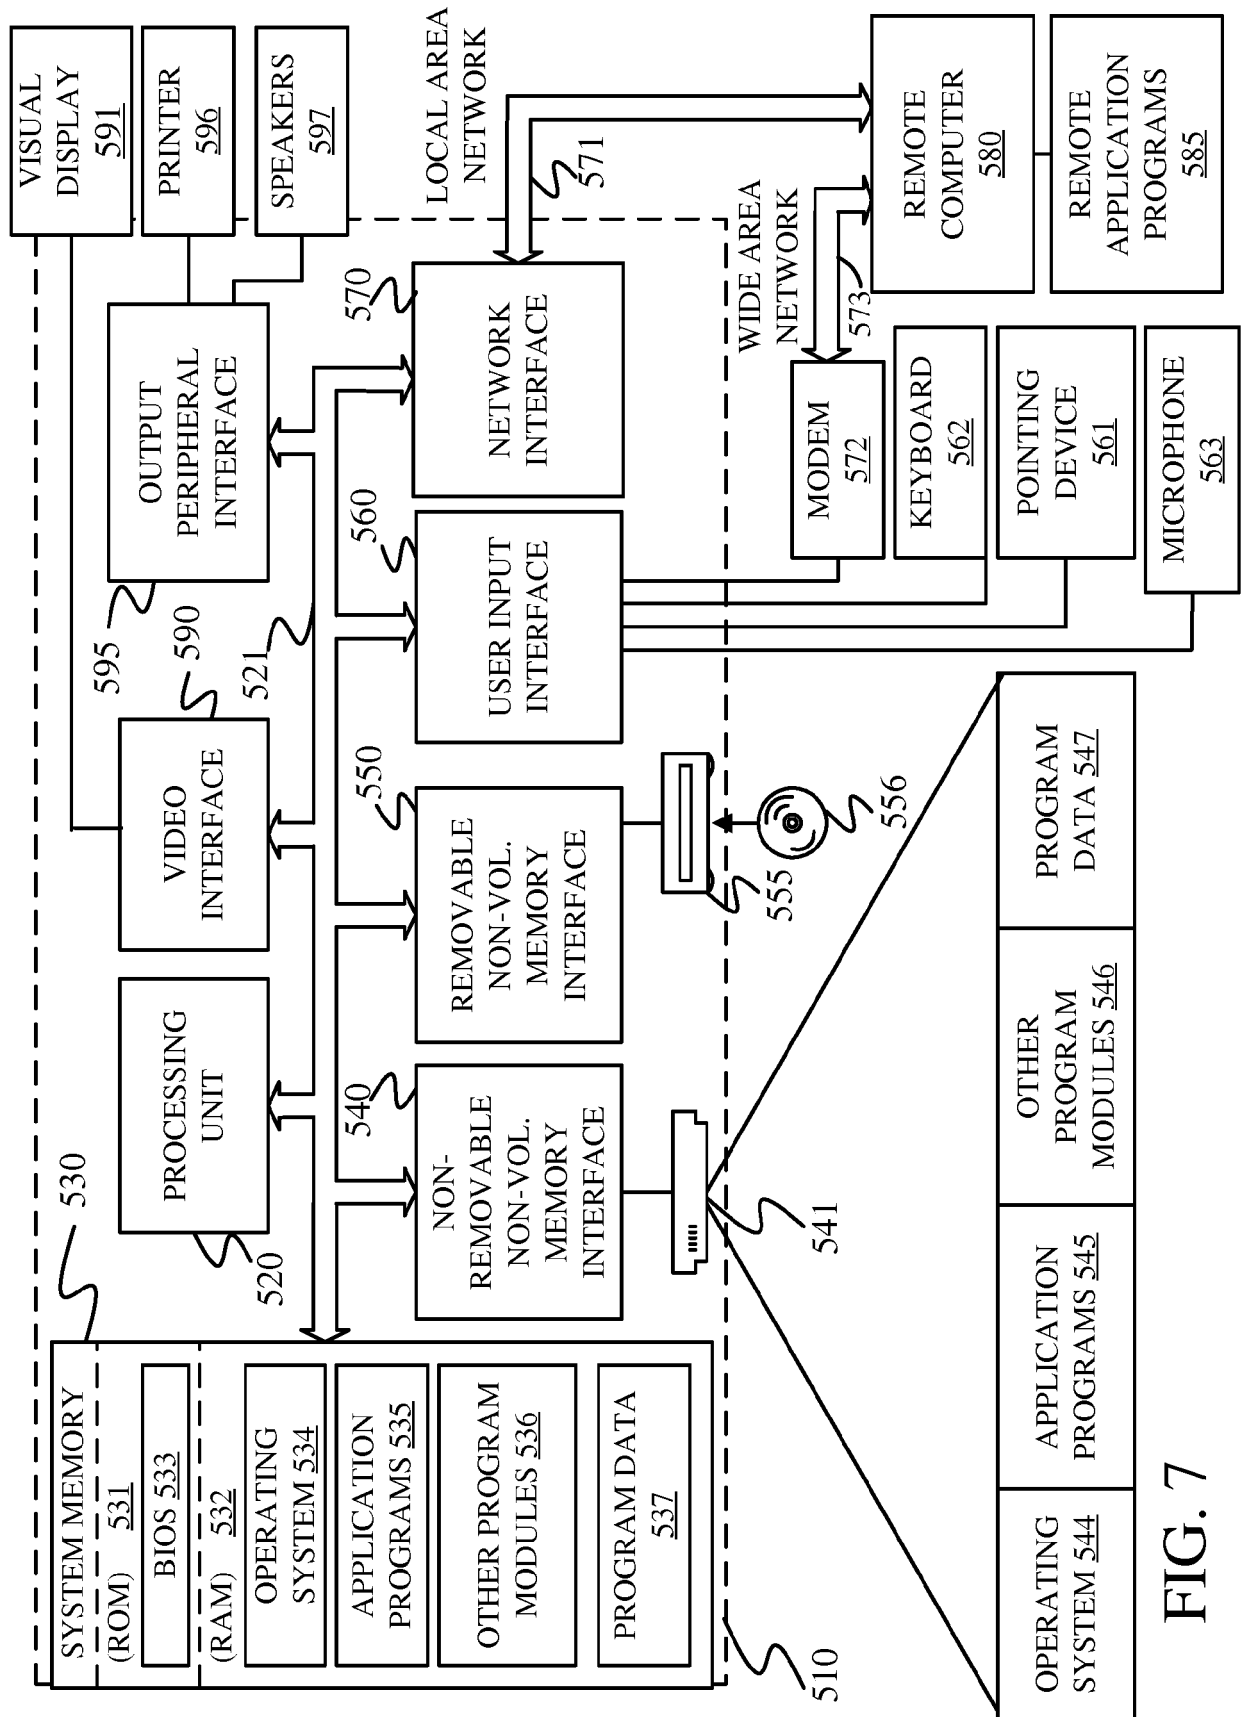 SYSTEM MEMORY
(ROM) 531
BIOS 533
(RAM) 532
OPERATING
SYSTEM 534
APPLICATION
PROGRAMS 535
OTHER PROGRAM
MODULES 536
PROGRAM DATA
537
510
530
PROCESSING
UNIT
520
VIDEO
INTERFACE
590
OUTPUT
PERIPHERAL
INTERFACE
595
521
VISUAL
DISPLAY
591
PRINTER
596
SPEAKERS
597
NON-
REMOVABLE
NON-VOL.
MEMORY
INTERFACE
540
REMOVABLE
NON-VOL.
MEMORY
INTERFACE
550
USER INPUT
INTERFACE
560
NETWORK
INTERFACE
570
LOCAL AREA
NETWORK
571
541
555
556
WIDE AREA
NETWORK
573
MODEM
572
KEYBOARD
562
POINTING
DEVICE
561
MICROPHONE
563
REMOTE
COMPUTER
580
REMOTE
APPLICATION
PROGRAMS
585
OPERATING
SYSTEM 544
APPLICATION
PROGRAMS 545
OTHER
PROGRAM
MODULES 546
PROGRAM
DATA 547
FIG. 7